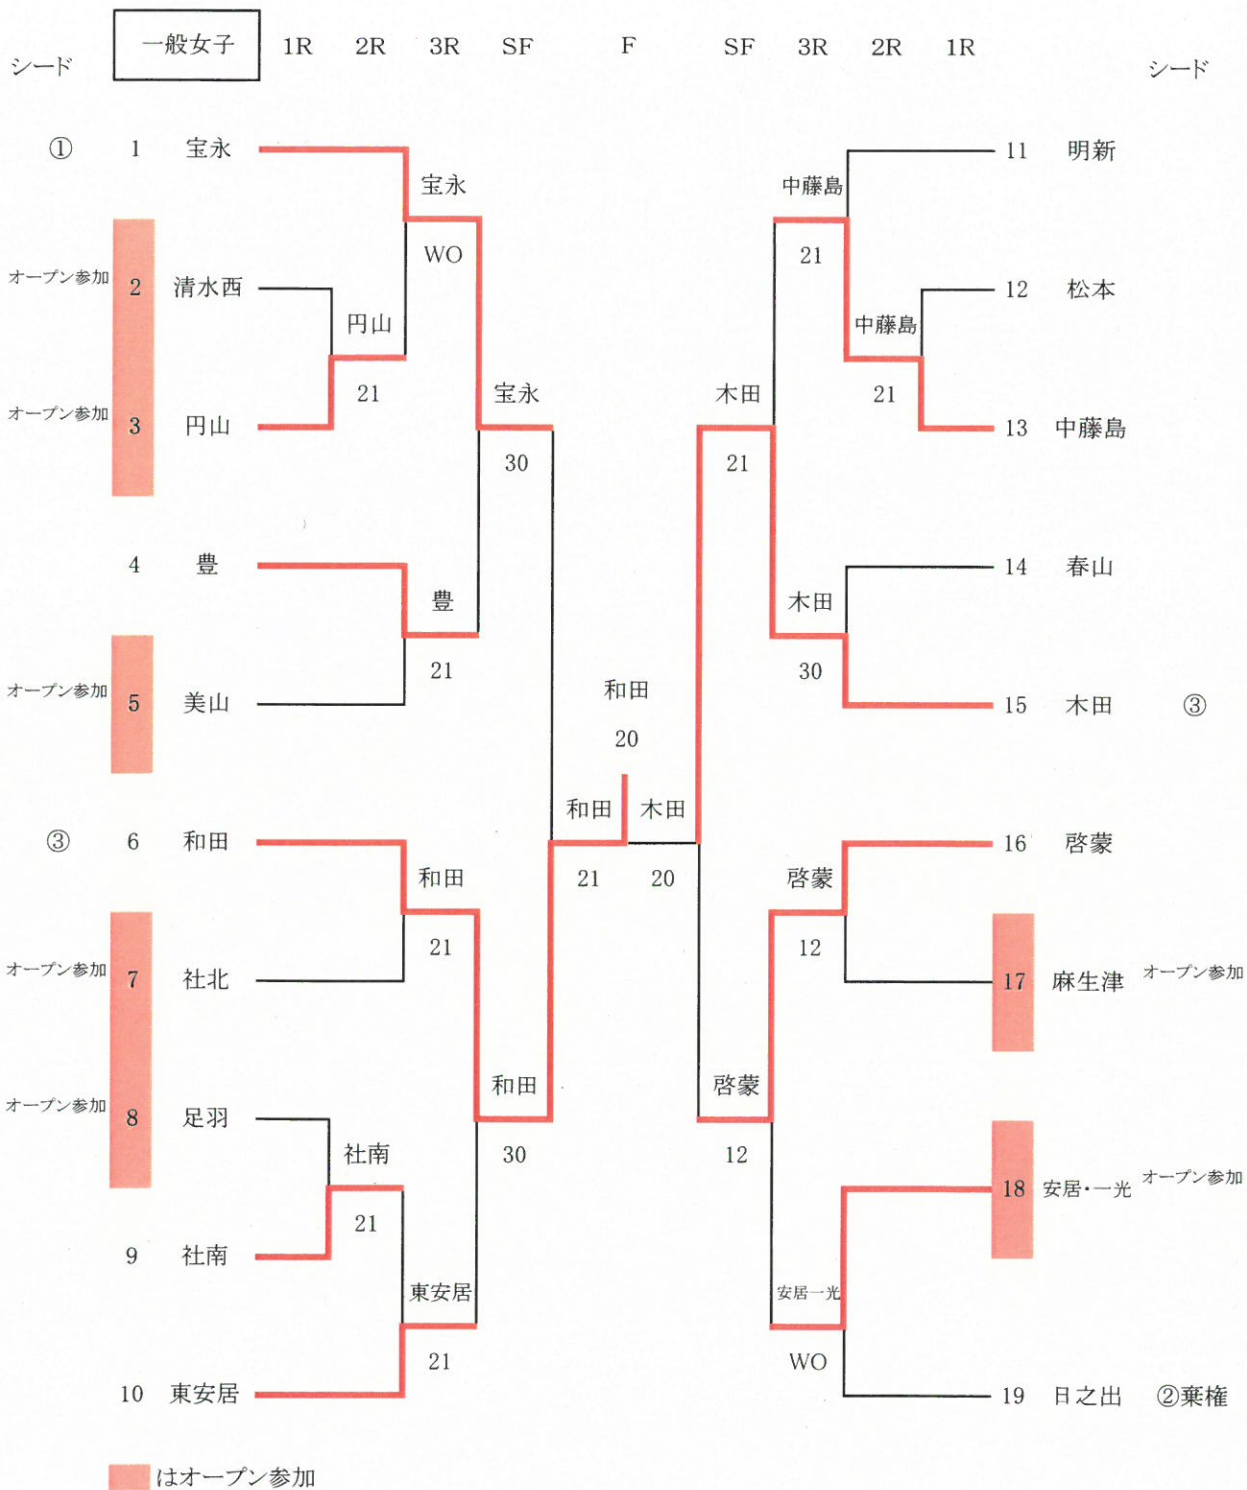 一般女子 1R 2R 3R SF F SF 3R 2R 1R
シード シード
① 1 宝永 11 明新
宝永 中藤島
WO 21
オープン参加 2 清水西 12 松本
円山 中藤島
21 21
宝永 木田
オープン参加 3 円山 13 中藤島
30 21
4 豊 14 春山
豊 木田
21 30
和田
オープン参加 5 美山 15 木田 ③
20
和田 木田
③ 6 和田 16 啓蒙
和田 21 20 啓蒙
21 12
オープン参加 7 社北 17 麻生津 オープン参加
和田 啓蒙
オープン参加 8 足羽
社南 30 12
18 安居・一光 オープン参加
21
9 社南
東安居 安居一光
21 WO
10 東安居 19 日之出 ②棄権
はオープン参加